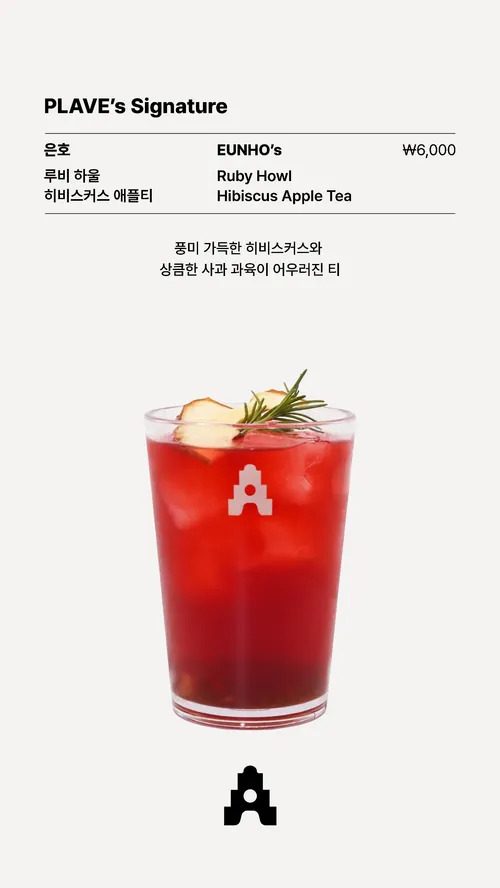 PLAVE’s Signature
은호 EUNHO’s ₩6,000
루비 하울 Ruby Howl
히비스커스 애플티 Hibiscus Apple Tea
풍미 가득한 히비스커스와
상큼한 사과 과육이 어우러진 티